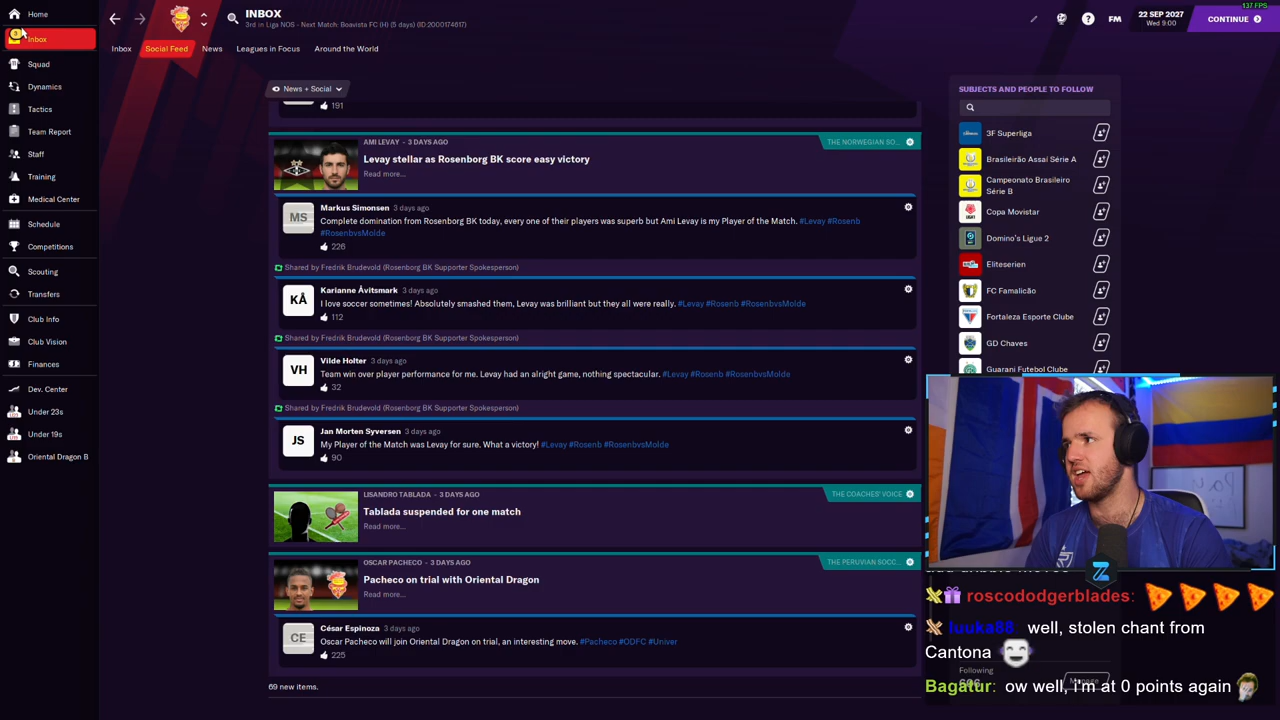 Home
INBOX
3rd in Liga NOS - Next Match: Boavista FC (H) (5 days) (ID:2000174617)
FM
22 SEP 2027
Wed 9:00
137 FPS
CONTINUE
Inbox
Squad
Dynamics
Tactics
Team Report
Staff
Training
Medical Center
Schedule
Competitions
Scouting
Transfers
Club Info
Club Vision
Finances
Dev. Center
Under 23s
Under 19s
Oriental Dragon B
Inbox
Social Feed
News
Leagues in Focus
Around the World
News + Social
191
AMI LEVAY - 3 DAYS AGO
THE NORWEGIAN SO...
Levay stellar as Rosenborg BK score easy victory
Read more...
MS
Markus Simonsen 3 days ago
Complete domination from Rosenborg BK today, every one of their players was superb but Ami Levay is my Player of the Match. #Levay #Rosenb
#RosenbvsMolde
226
Shared by Fredrik Brudevold (Rosenborg BK Supporter Spokesperson)
KÅ
Karianne Åvitsmark 3 days ago
I love soccer sometimes! Absolutely smashed them, Levay was brilliant but they all were really. #Levay #Rosenb #RosenbvsMolde
112
Shared by Fredrik Brudevold (Rosenborg BK Supporter Spokesperson)
VH
Vilde Holter 3 days ago
Team win over player performance for me. Levay had an alright game, nothing spectacular. #Levay #Rosenb #RosenbvsMolde
32
Shared by Fredrik Brudevold (Rosenborg BK Supporter Spokesperson)
JS
Jan Morten Syversen 3 days ago
My Player of the Match was Levay for sure. What a victory! #Levay #Rosenb #RosenbvsMolde
90
LISANDRO TABLADA - 3 DAYS AGO
THE COACHES' VOICE
Tablada suspended for one match
Read more...
OSCAR PACHECO - 3 DAYS AGO
THE PERUVIAN SOCC...
Pacheco on trial with Oriental Dragon
Read more...
CE
César Espinoza 3 days ago
Oscar Pacheco will join Oriental Dragon on trial, an interesting move. #Pacheco #ODFC #Univer
225
69 new items.
SUBJECTS AND PEOPLE TO FOLLOW
3F Superliga
Brasileirão Assaí Série A
Campeonato Brasileiro
Série B
Copa Movistar
Domino's Ligue 2
Eliteserien
FC Famalicão
Fortaleza Esporte Clube
GD Chaves
Guarani Futebol Clube
roscododgerblades:
fuuka88: well, stolen chant from
Cantona
Following
Manage
Bagatur: ow well, I'm at 0 points again